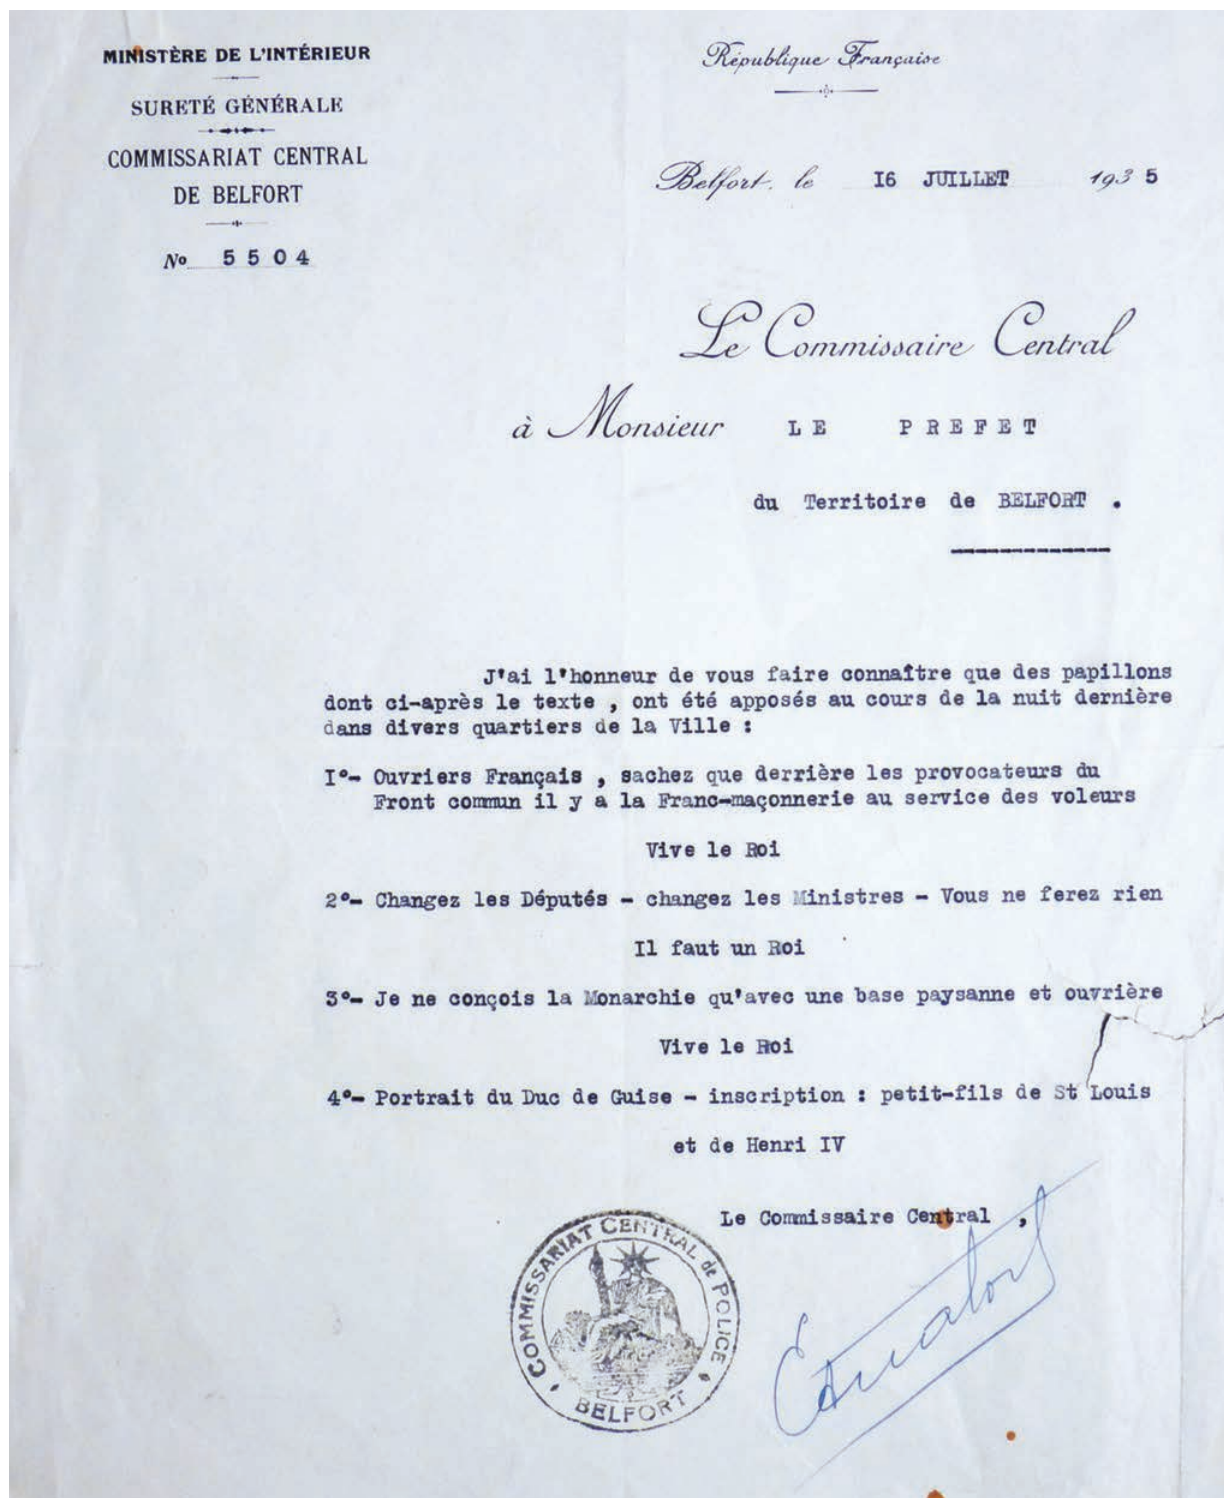 MINISTÈRE DE L'INTÉRIEUR
SURETÉ GÉNÉRALE
COMMISSARIAT CENTRAL
DE BELFORT
No 5504
République Française
Belfort, le 16 JUILLET 1935
Le Commissaire Central
à Monsieur LE PREFET
du Territoire de BELFORT .
J'ai l'honneur de vous faire connaître que des papillons
dont ci-après le texte , ont été apposés au cours de la nuit dernière
dans divers quartiers de la Ville :
I°- Ouvriers Français , sachez que derrière les provocateurs du
Front commun il y a la Franc-maçonnerie au service des voleurs
Vive le Roi
2°- Changez les Députés - changez les Ministres - Vous ne ferez rien
Il faut un Roi
3°- Je ne conçois la Monarchie qu'avec une base paysanne et ouvrière
Vive le Roi
4°- Portrait du Duc de Guise - inscription : petit-fils de St Louis
et de Henri IV
Le Commissaire Central ,
COMMISSARIAT CENTRAL de POLICE
BELFORT